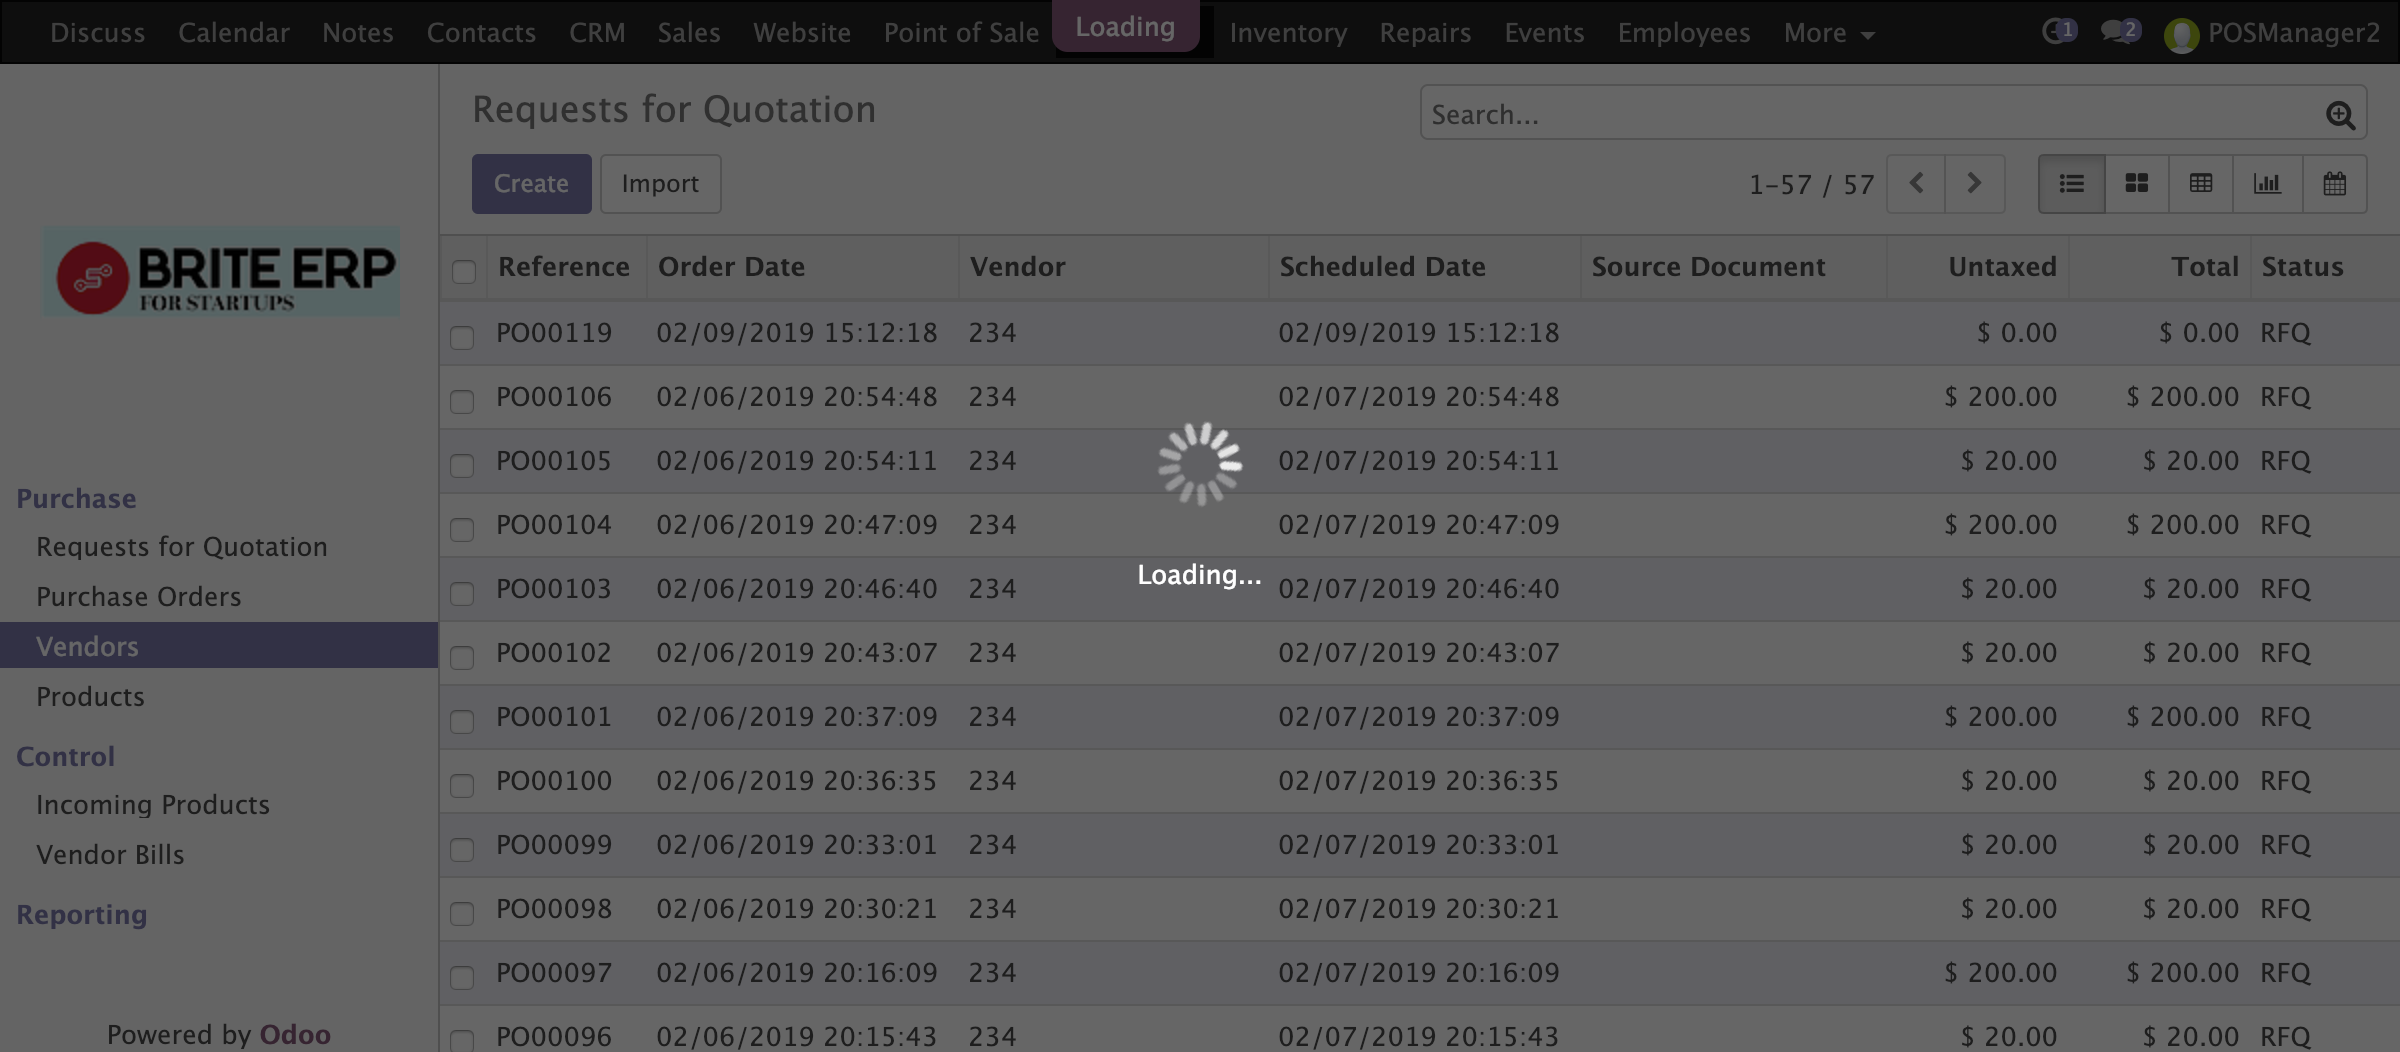 Discuss Calendar Notes Contacts CRM Sales Website Point of Sale Loading Inventory Repairs Events Employees More 1 2 POSManager2
Requests for Quotation
Search...
Create Import
1-57 / 57
BRITE ERP
FOR STARTUPS
Purchase
Requests for Quotation
Purchase Orders
Vendors
Products
Control
Incoming Products
Vendor Bills
Reporting
Powered by Odoo
Reference Order Date Vendor Scheduled Date Source Document Untaxed Total Status
PO00119 02/09/2019 15:12:18 234 02/09/2019 15:12:18 $ 0.00 $ 0.00 RFQ
PO00106 02/06/2019 20:54:48 234 02/07/2019 20:54:48 $ 200.00 $ 200.00 RFQ
PO00105 02/06/2019 20:54:11 234 02/07/2019 20:54:11 $ 20.00 $ 20.00 RFQ
PO00104 02/06/2019 20:47:09 234 02/07/2019 20:47:09 $ 200.00 $ 200.00 RFQ
Loading...
PO00103 02/06/2019 20:46:40 234 02/07/2019 20:46:40 $ 20.00 $ 20.00 RFQ
PO00102 02/06/2019 20:43:07 234 02/07/2019 20:43:07 $ 20.00 $ 20.00 RFQ
PO00101 02/06/2019 20:37:09 234 02/07/2019 20:37:09 $ 200.00 $ 200.00 RFQ
PO00100 02/06/2019 20:36:35 234 02/07/2019 20:36:35 $ 20.00 $ 20.00 RFQ
PO00099 02/06/2019 20:33:01 234 02/07/2019 20:33:01 $ 20.00 $ 20.00 RFQ
PO00098 02/06/2019 20:30:21 234 02/07/2019 20:30:21 $ 20.00 $ 20.00 RFQ
PO00097 02/06/2019 20:16:09 234 02/07/2019 20:16:09 $ 200.00 $ 200.00 RFQ
PO00096 02/06/2019 20:15:43 234 02/07/2019 20:15:43 $ 20.00 $ 20.00 RFQ